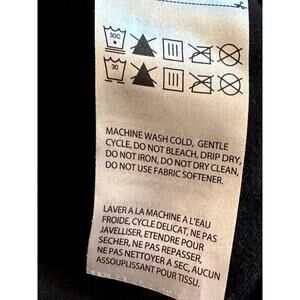 30C
30
MACHINE WASH COLD, GENTLE
CYCLE, DO NOT BLEACH, DRIP DRY,
DO NOT IRON, DO NOT DRY CLEAN,
DO NOT USE FABRIC SOFTENER.
LAVER A LA MACHINE A L'EAU
FROIDE, CYCLE DELICAT, NE PAS
JAVELLISER, ETENDRE POUR
SECHER, NE PAS REPASSER,
NE PAS NETTOYER A SEC, AUCUN
ASSOUPLISSANT POUR TISSU.